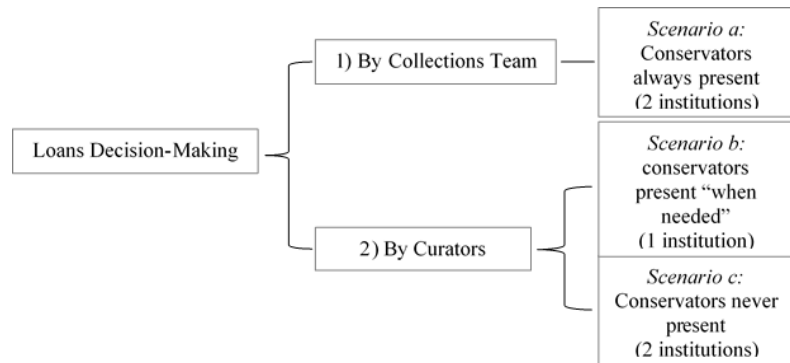 Loans Decision-Making
1) By Collections Team
Scenario a:
Conservators
always present
(2 institutions)
2) By Curators
Scenario b:
conservators
present “when
needed”
(1 institution)
Scenario c:
Conservators never
present
(2 institutions)